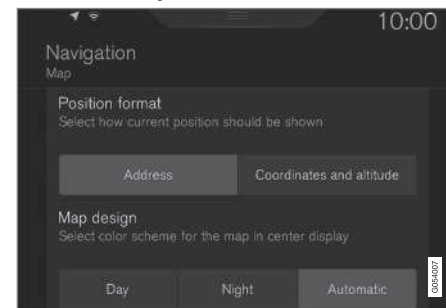 10:00
Navigation
Map
Position format
Select how current position should be shown
Address Coordinates and altitude
Map design
Select color scheme for the map in center display
Day Night Automatic
G054007